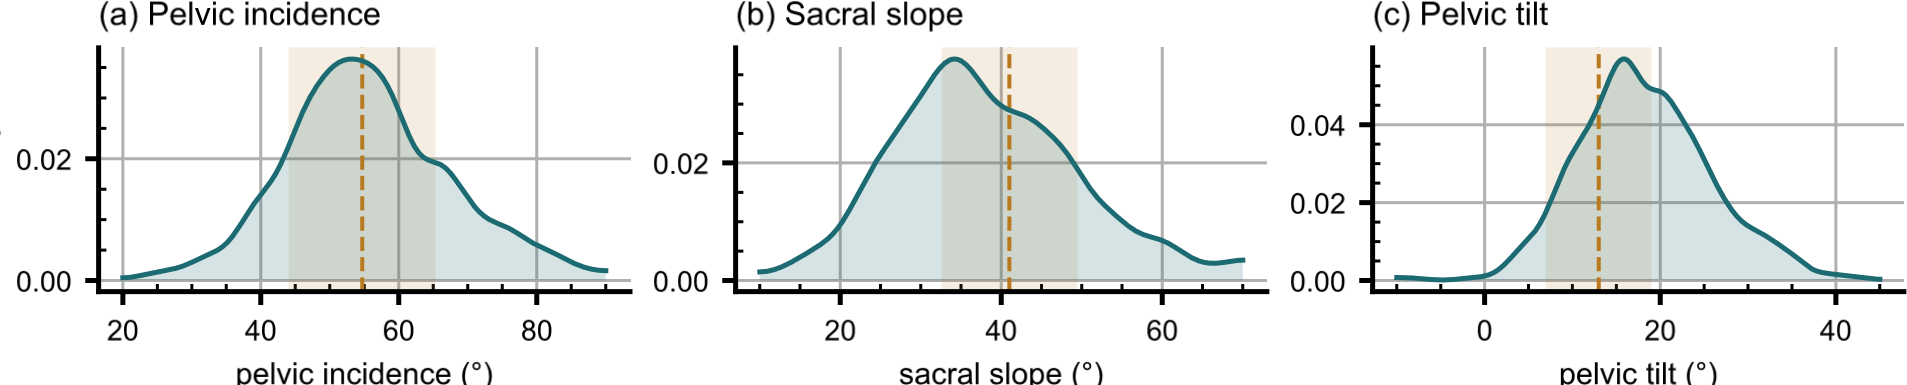 (a) Pelvic incidence
0.02
0.00
20 40 60 80
pelvic incidence (°)
(b) Sacral slope
0.02
0.00
20 40 60
sacral slope (°)
(c) Pelvic tilt
0.04
0.02
0.00
0 20 40
pelvic tilt (°)